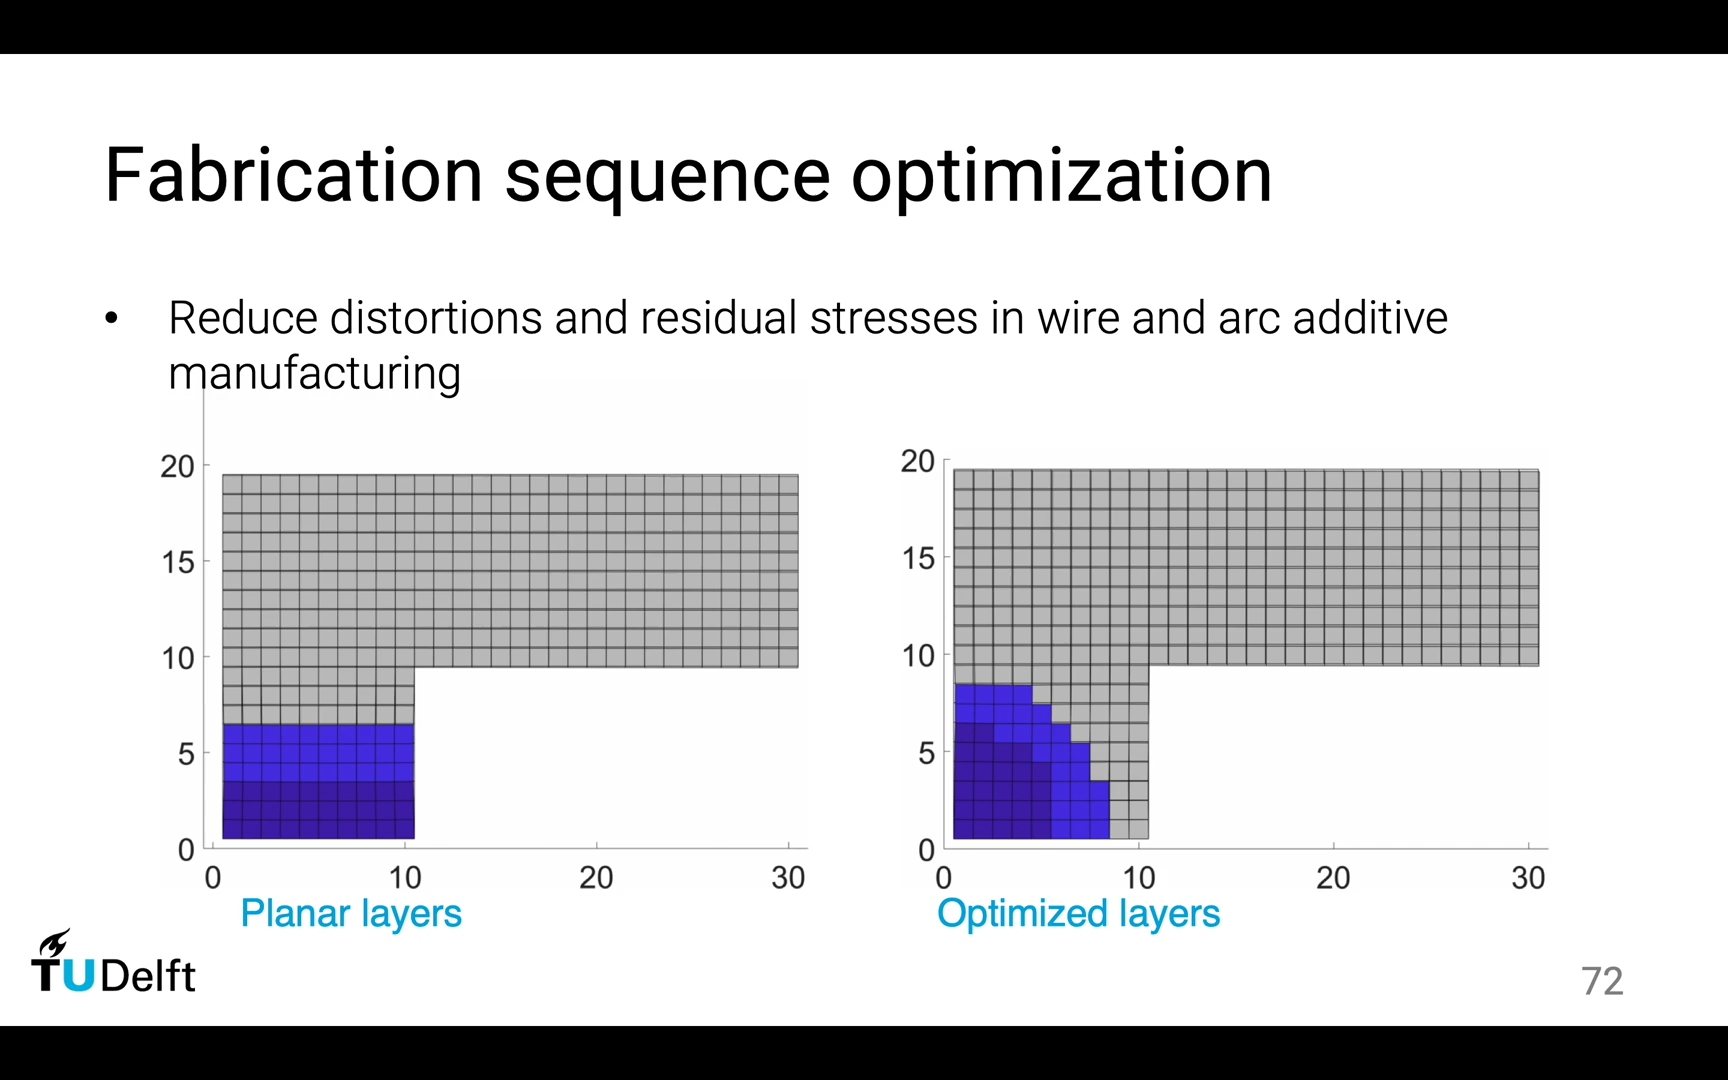 Fabrication sequence optimization
• Reduce distortions and residual stresses in wire and arc additive
manufacturing
20
15
10
5
0
0 10 20 30
Planar layers
20
15
10
5
0
0 10 20 30
Optimized layers
TUDelft
72